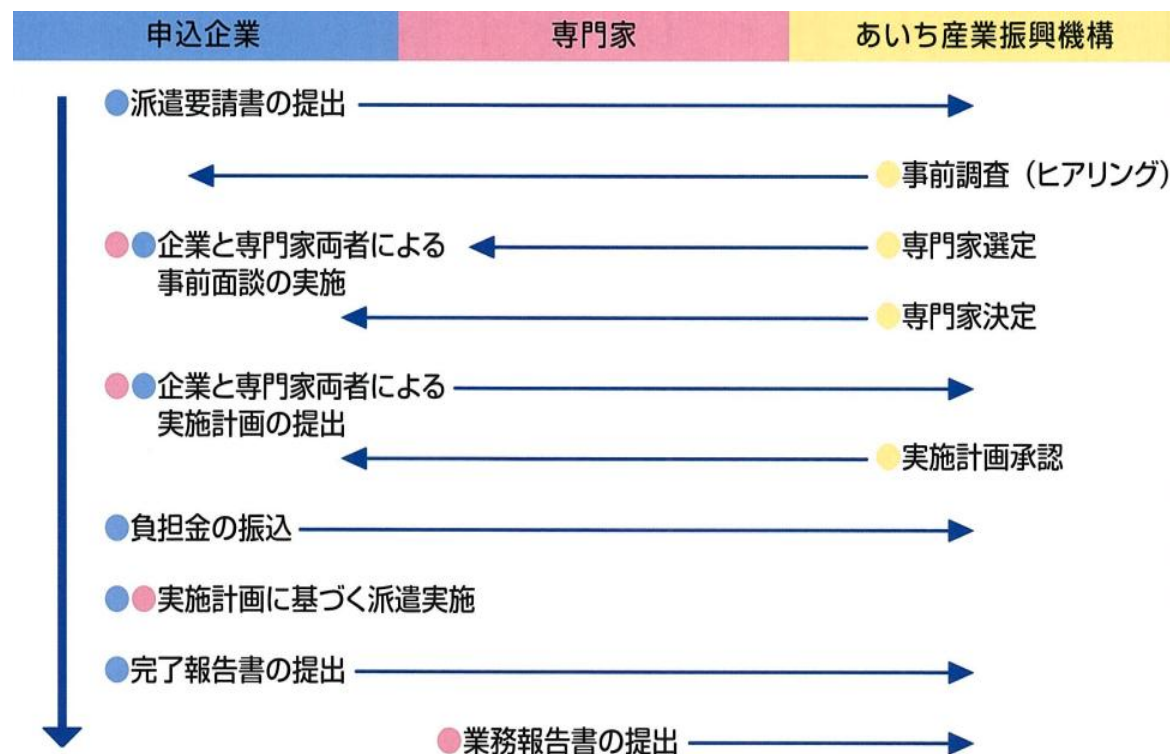 申込企業
専門家
あいち産業振興機構
派遣要請書の提出
事前調査（ヒアリング）
企業と専門家両者による
事前面談の実施
専門家選定
専門家決定
企業と専門家両者による
実施計画の提出
実施計画承認
負担金の振込
実施計画に基づく派遣実施
完了報告書の提出
業務報告書の提出